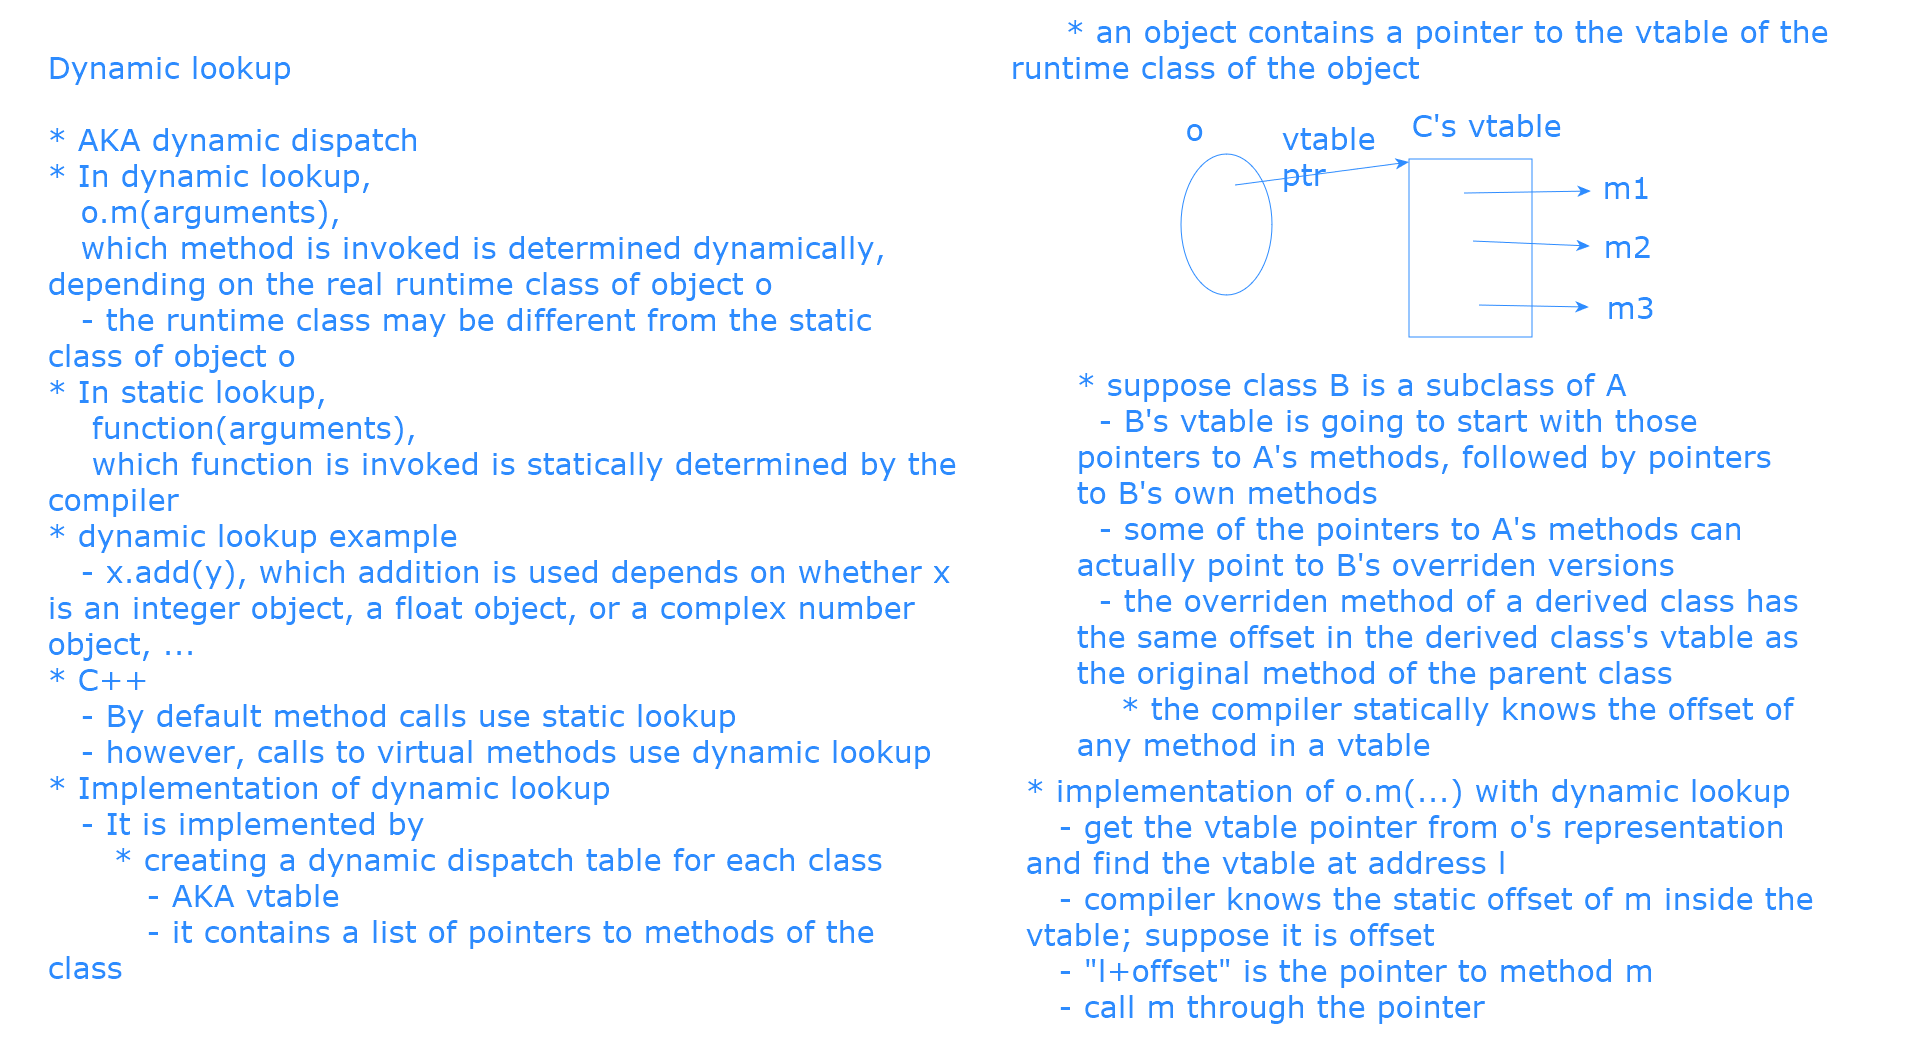 Dynamic lookup
* AKA dynamic dispatch
* In dynamic lookup,
o.m(arguments),
which method is invoked is determined dynamically,
depending on the real runtime class of object o
- the runtime class may be different from the static
class of object o
* In static lookup,
function(arguments),
which function is invoked is statically determined by the
compiler
* dynamic lookup example
- x.add(y), which addition is used depends on whether x
is an integer object, a float object, or a complex number
object, ...
* C++
- By default method calls use static lookup
- however, calls to virtual methods use dynamic lookup
* Implementation of dynamic lookup
- It is implemented by
* creating a dynamic dispatch table for each class
- AKA vtable
- it contains a list of pointers to methods of the
class
* an object contains a pointer to the vtable of the
runtime class of the object
o
vtable
ptr
C's vtable
m1
m2
m3
* suppose class B is a subclass of A
- B's vtable is going to start with those
pointers to A's methods, followed by pointers
to B's own methods
- some of the pointers to A's methods can
actually point to B's overriden versions
- the overriden method of a derived class has
the same offset in the derived class's vtable as
the original method of the parent class
* the compiler statically knows the offset of
any method in a vtable
* implementation of o.m(...) with dynamic lookup
- get the vtable pointer from o's representation
and find the vtable at address l
- compiler knows the static offset of m inside the
vtable; suppose it is offset
- "l+offset" is the pointer to method m
- call m through the pointer